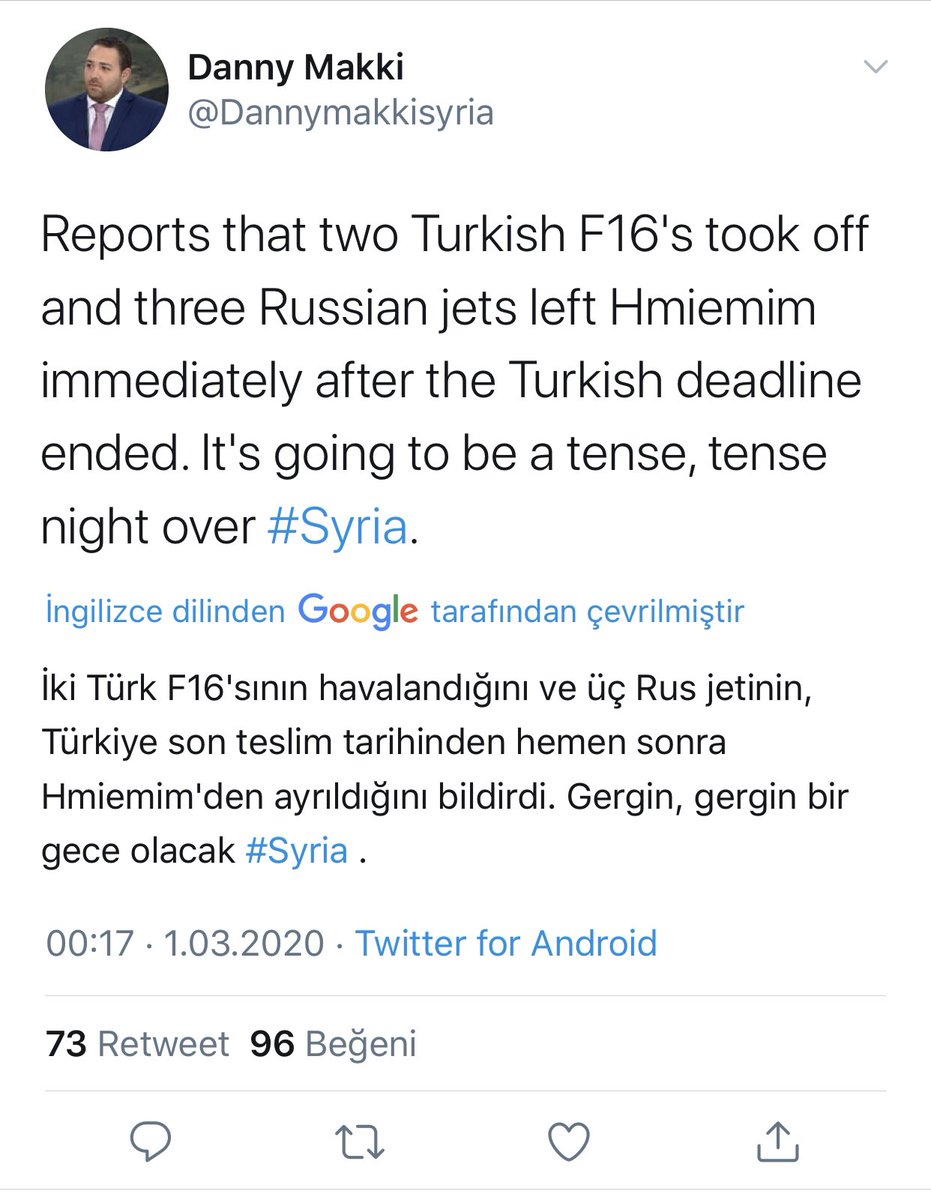 Danny Makki
@Dannymakkisyria
Reports that two Turkish F16's took off
and three Russian jets left Hmiemim
immediately after the Turkish deadline
ended. It's going to be a tense, tense
night over #Syria.
İngilizce dilinden Google tarafından çevrilmiştir
İki Türk F16'sının havalandığını ve üç Rus jetinin,
Türkiye son teslim tarihinden hemen sonra
Hmiemim'den ayrıldığını bildirdi. Gergin, gergin bir
gece olacak #Syria .
00:17 · 1.03.2020 · Twitter for Android
73 Retweet 96 Beğeni